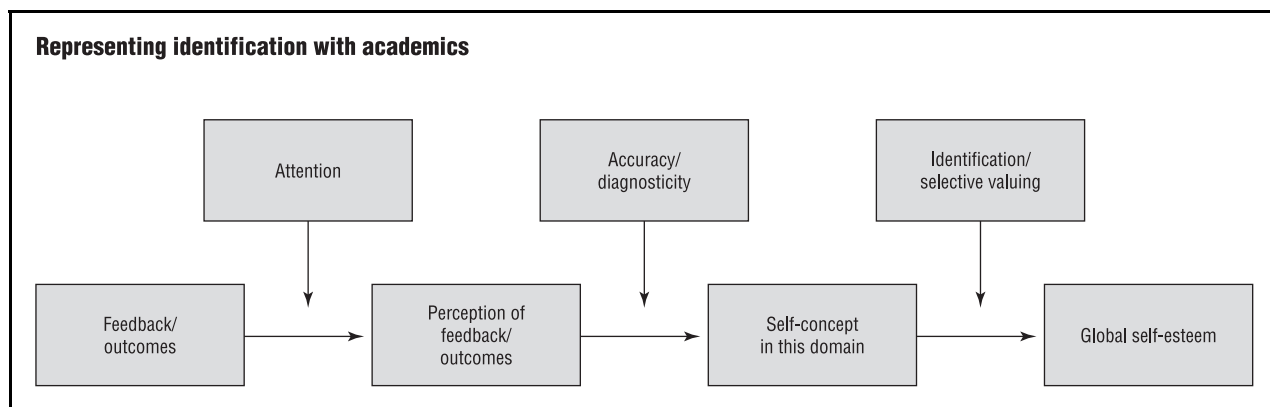 Representing identification with academics
Attention
Accuracy/
diagnosticity
Identification/
selective valuing
Feedback/
outcomes
Perception of
feedback/
outcomes
Self-concept
in this domain
Global self-esteem